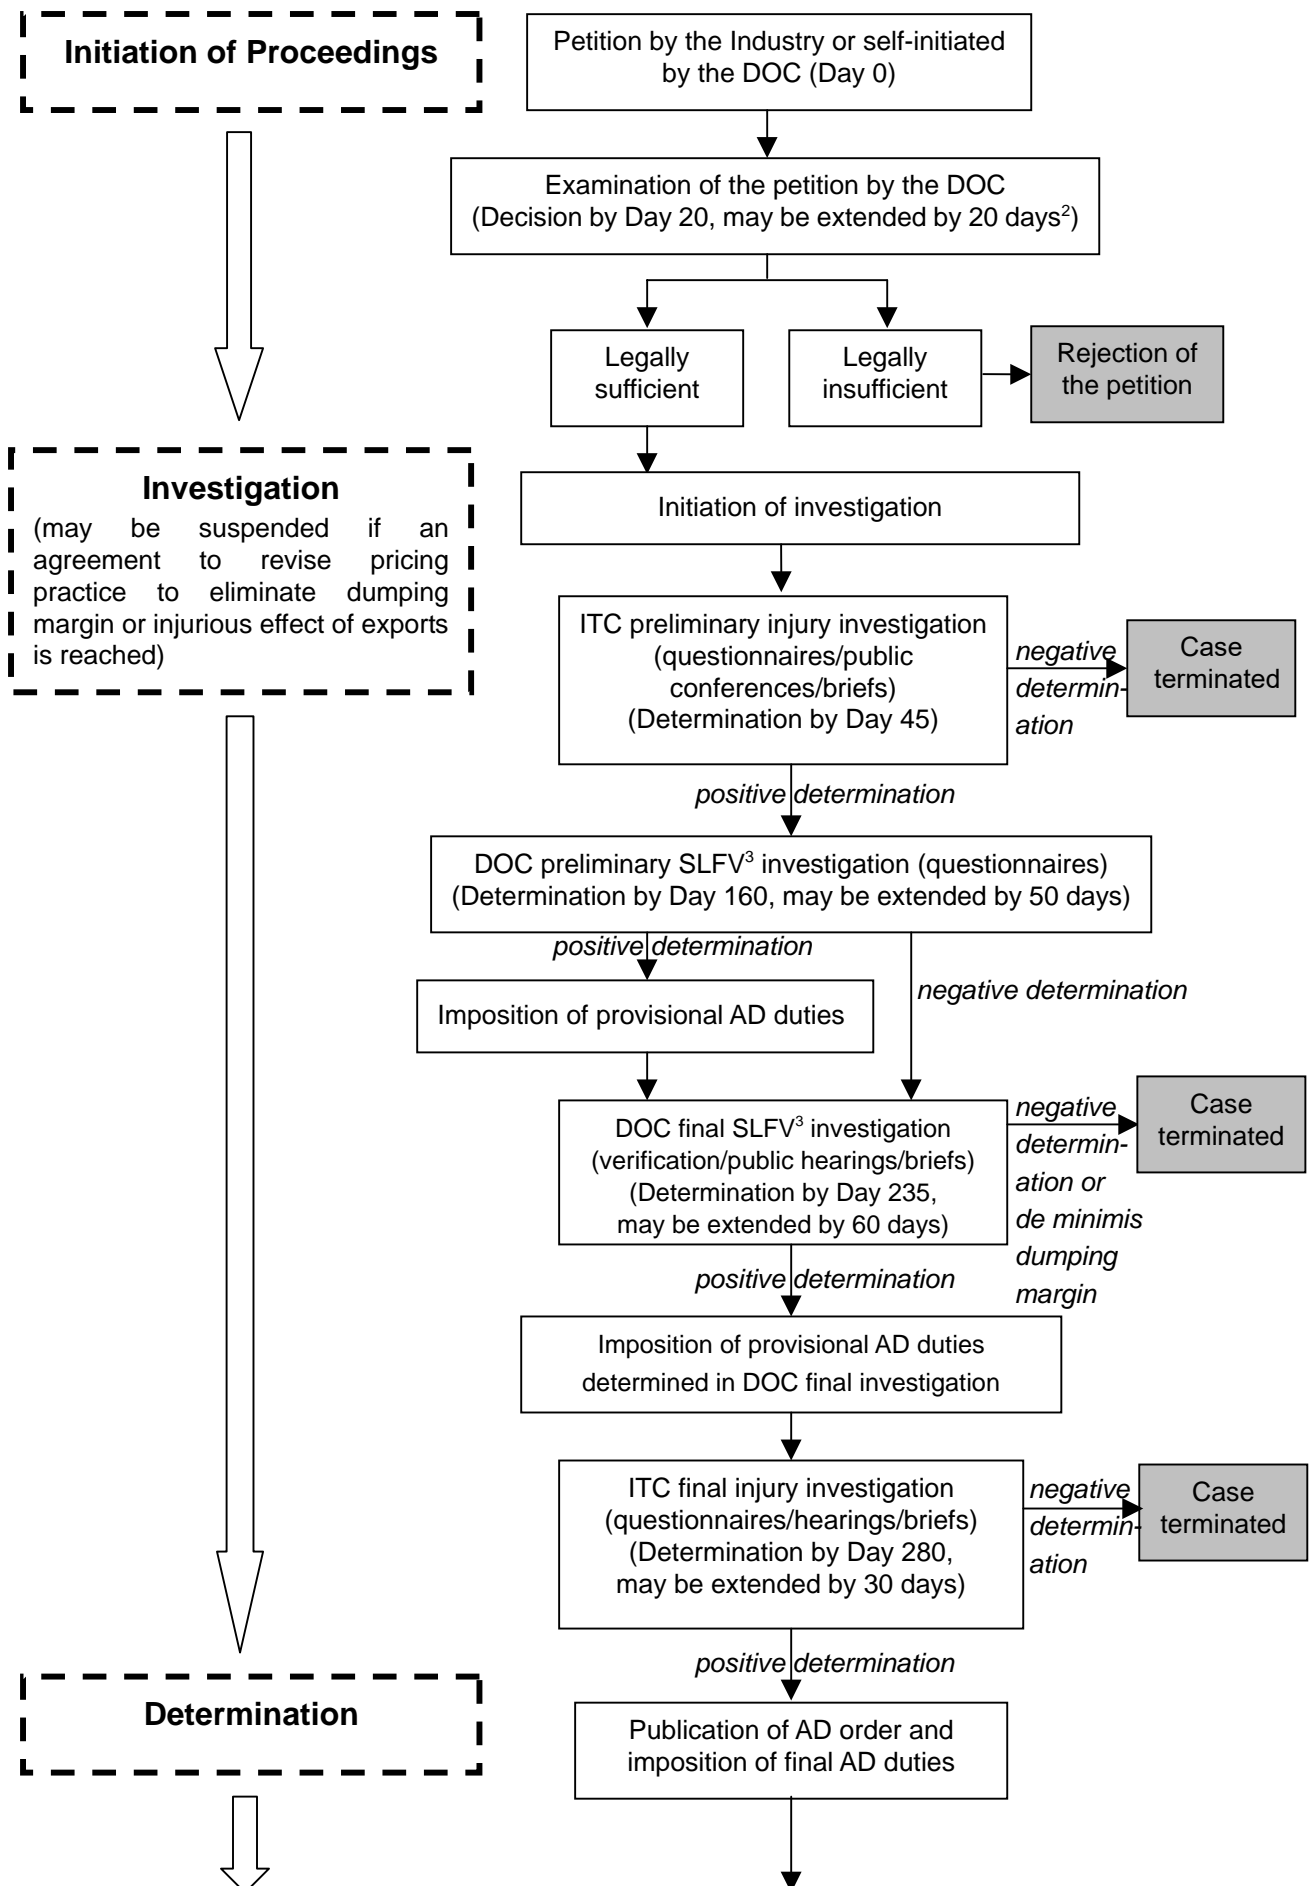 Initiation of Proceedings
Petition by the Industry or self-initiated
by the DOC (Day 0)
Examination of the petition by the DOC
(Decision by Day 20, may be extended by 20 days²)
Legally
sufficient
Legally
insufficient
Rejection of
the petition
Investigation
(may be suspended if an
agreement to revise pricing
practice to eliminate dumping
margin or injurious effect of exports
is reached)
Initiation of investigation
ITC preliminary injury investigation
(questionnaires/public
conferences/briefs)
(Determination by Day 45)
negative
determin-
ation
Case
terminated
positive determination
DOC preliminary SLFV³ investigation (questionnaires)
(Determination by Day 160, may be extended by 50 days)
positive determination
negative determination
Imposition of provisional AD duties
DOC final SLFV³ investigation
(verification/public hearings/briefs)
(Determination by Day 235,
may be extended by 60 days)
negative
determin-
ation or
de minimis
dumping
margin
Case
terminated
positive determination
Imposition of provisional AD duties
determined in DOC final investigation
ITC final injury investigation
(questionnaires/hearings/briefs)
(Determination by Day 280,
may be extended by 30 days)
negative
determin-
ation
Case
terminated
positive determination
Determination
Publication of AD order and
imposition of final AD duties